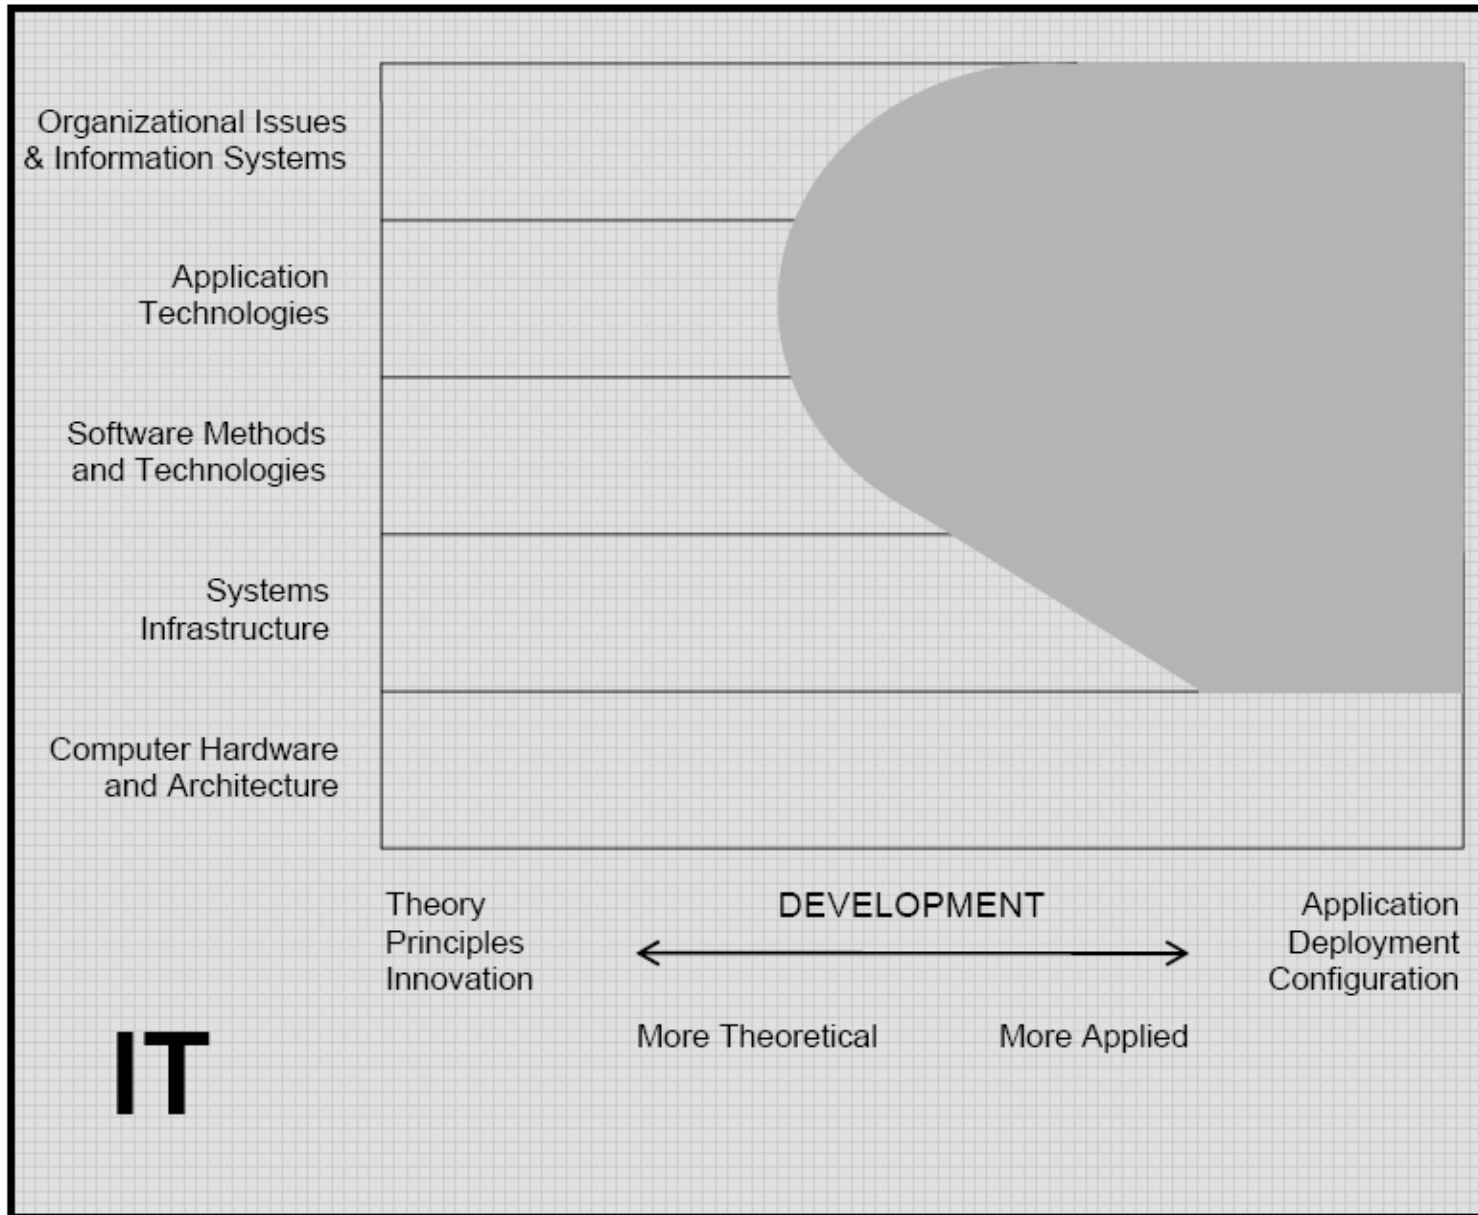 Organizational Issues
& Information Systems
Application
Technologies
Software Methods
and Technologies
Systems
Infrastructure
Computer Hardware
and Architecture
Theory
Principles
Innovation
DEVELOPMENT
Application
Deployment
Configuration
More Theoretical
More Applied
IT